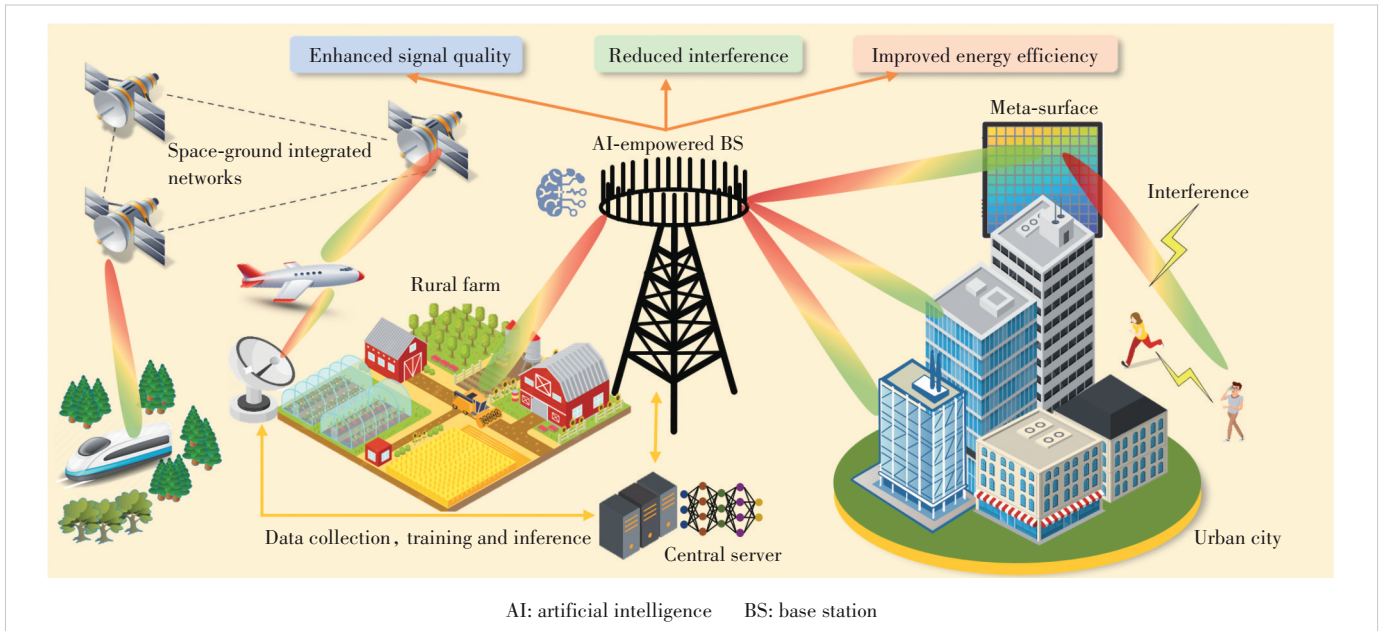 Enhanced signal quality
Reduced interference
Improved energy efficiency
Meta-surface
AI-empowered BS
Space-ground integrated
networks
Interference
Rural farm
Data collection, training and inference
Central server
Urban city
AI: artificial intelligence BS: base station